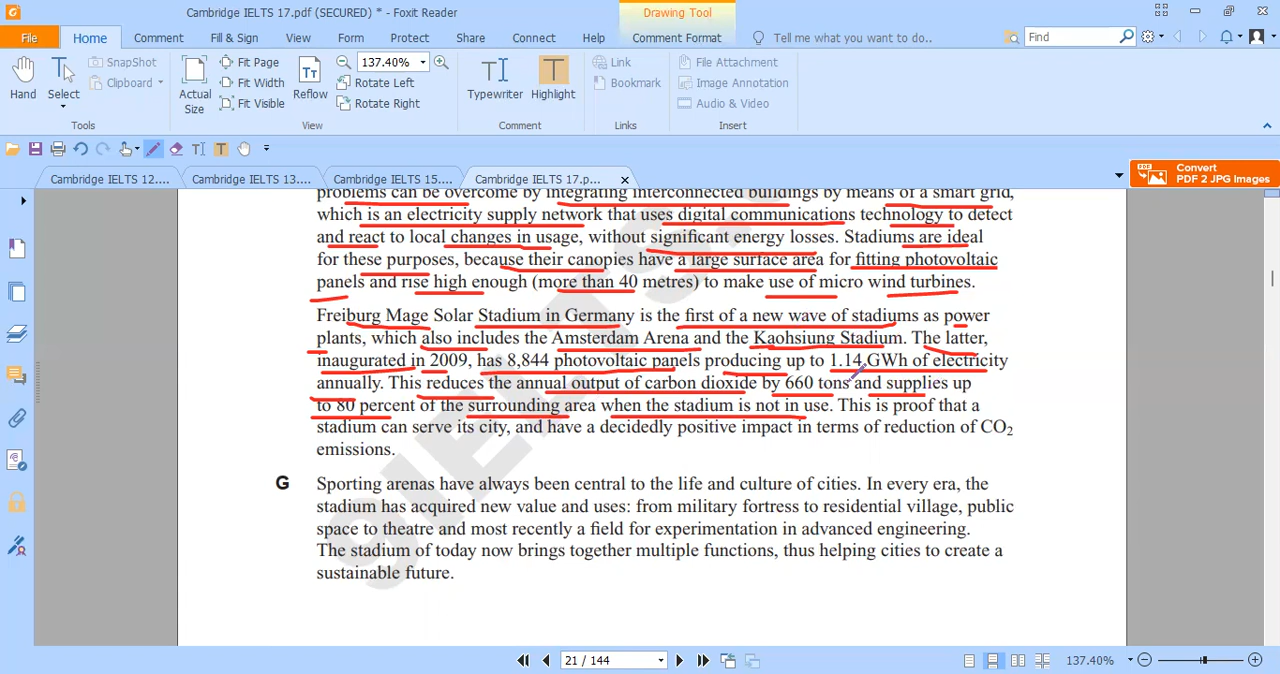 Cambridge IELTS 17.pdf (SECURED) * - Foxit Reader
Drawing Tool
File Home Comment Fill & Sign View Form Protect Share Connect Help Comment Format Tell me what you want to do.. Find
SnapShot
Clipboard
Hand
Select
Tools
Actual Size
Fit Page
Fit Width
Fit Visible
Reflow
137.40%
Rotate Left
Rotate Right
View
Typewriter
Highlight
Comment
Link
Bookmark
Links
File Attachment
Image Annotation
Audio & Video
Insert
Cambridge IELTS 12....
Cambridge IELTS 13....
Cambridge IELTS 15....
Cambridge IELTS 17.p...
Convert
PDF 2 JPG Images
problems can be overcome by integrating interconnected buildings by means of a smart grid,
which is an electricity supply network that uses digital communications technology to detect
and react to local changes in usage, without significant energy losses. Stadiums are ideal
for these purposes, because their canopies have a large surface area for fitting photovoltaic
panels and rise high enough (more than 40 metres) to make use of micro wind turbines.
Freiburg Mage Solar Stadium in Germany is the first of a new wave of stadiums as power
plants, which also includes the Amsterdam Arena and the Kaohsiung Stadium. The latter,
inaugurated in 2009, has 8,844 photovoltaic panels producing up to 1.14 GWh of electricity
annually. This reduces the annual output of carbon dioxide by 660 tons and supplies up
to 80 percent of the surrounding area when the stadium is not in use. This is proof that a
stadium can serve its city, and have a decidedly positive impact in terms of reduction of CO2
emissions.
G Sporting arenas have always been central to the life and culture of cities. In every era, the
stadium has acquired new value and uses: from military fortress to residential village, public
space to theatre and most recently a field for experimentation in advanced engineering.
The stadium of today now brings together multiple functions, thus helping cities to create a
sustainable future.
21 / 144
137.40%